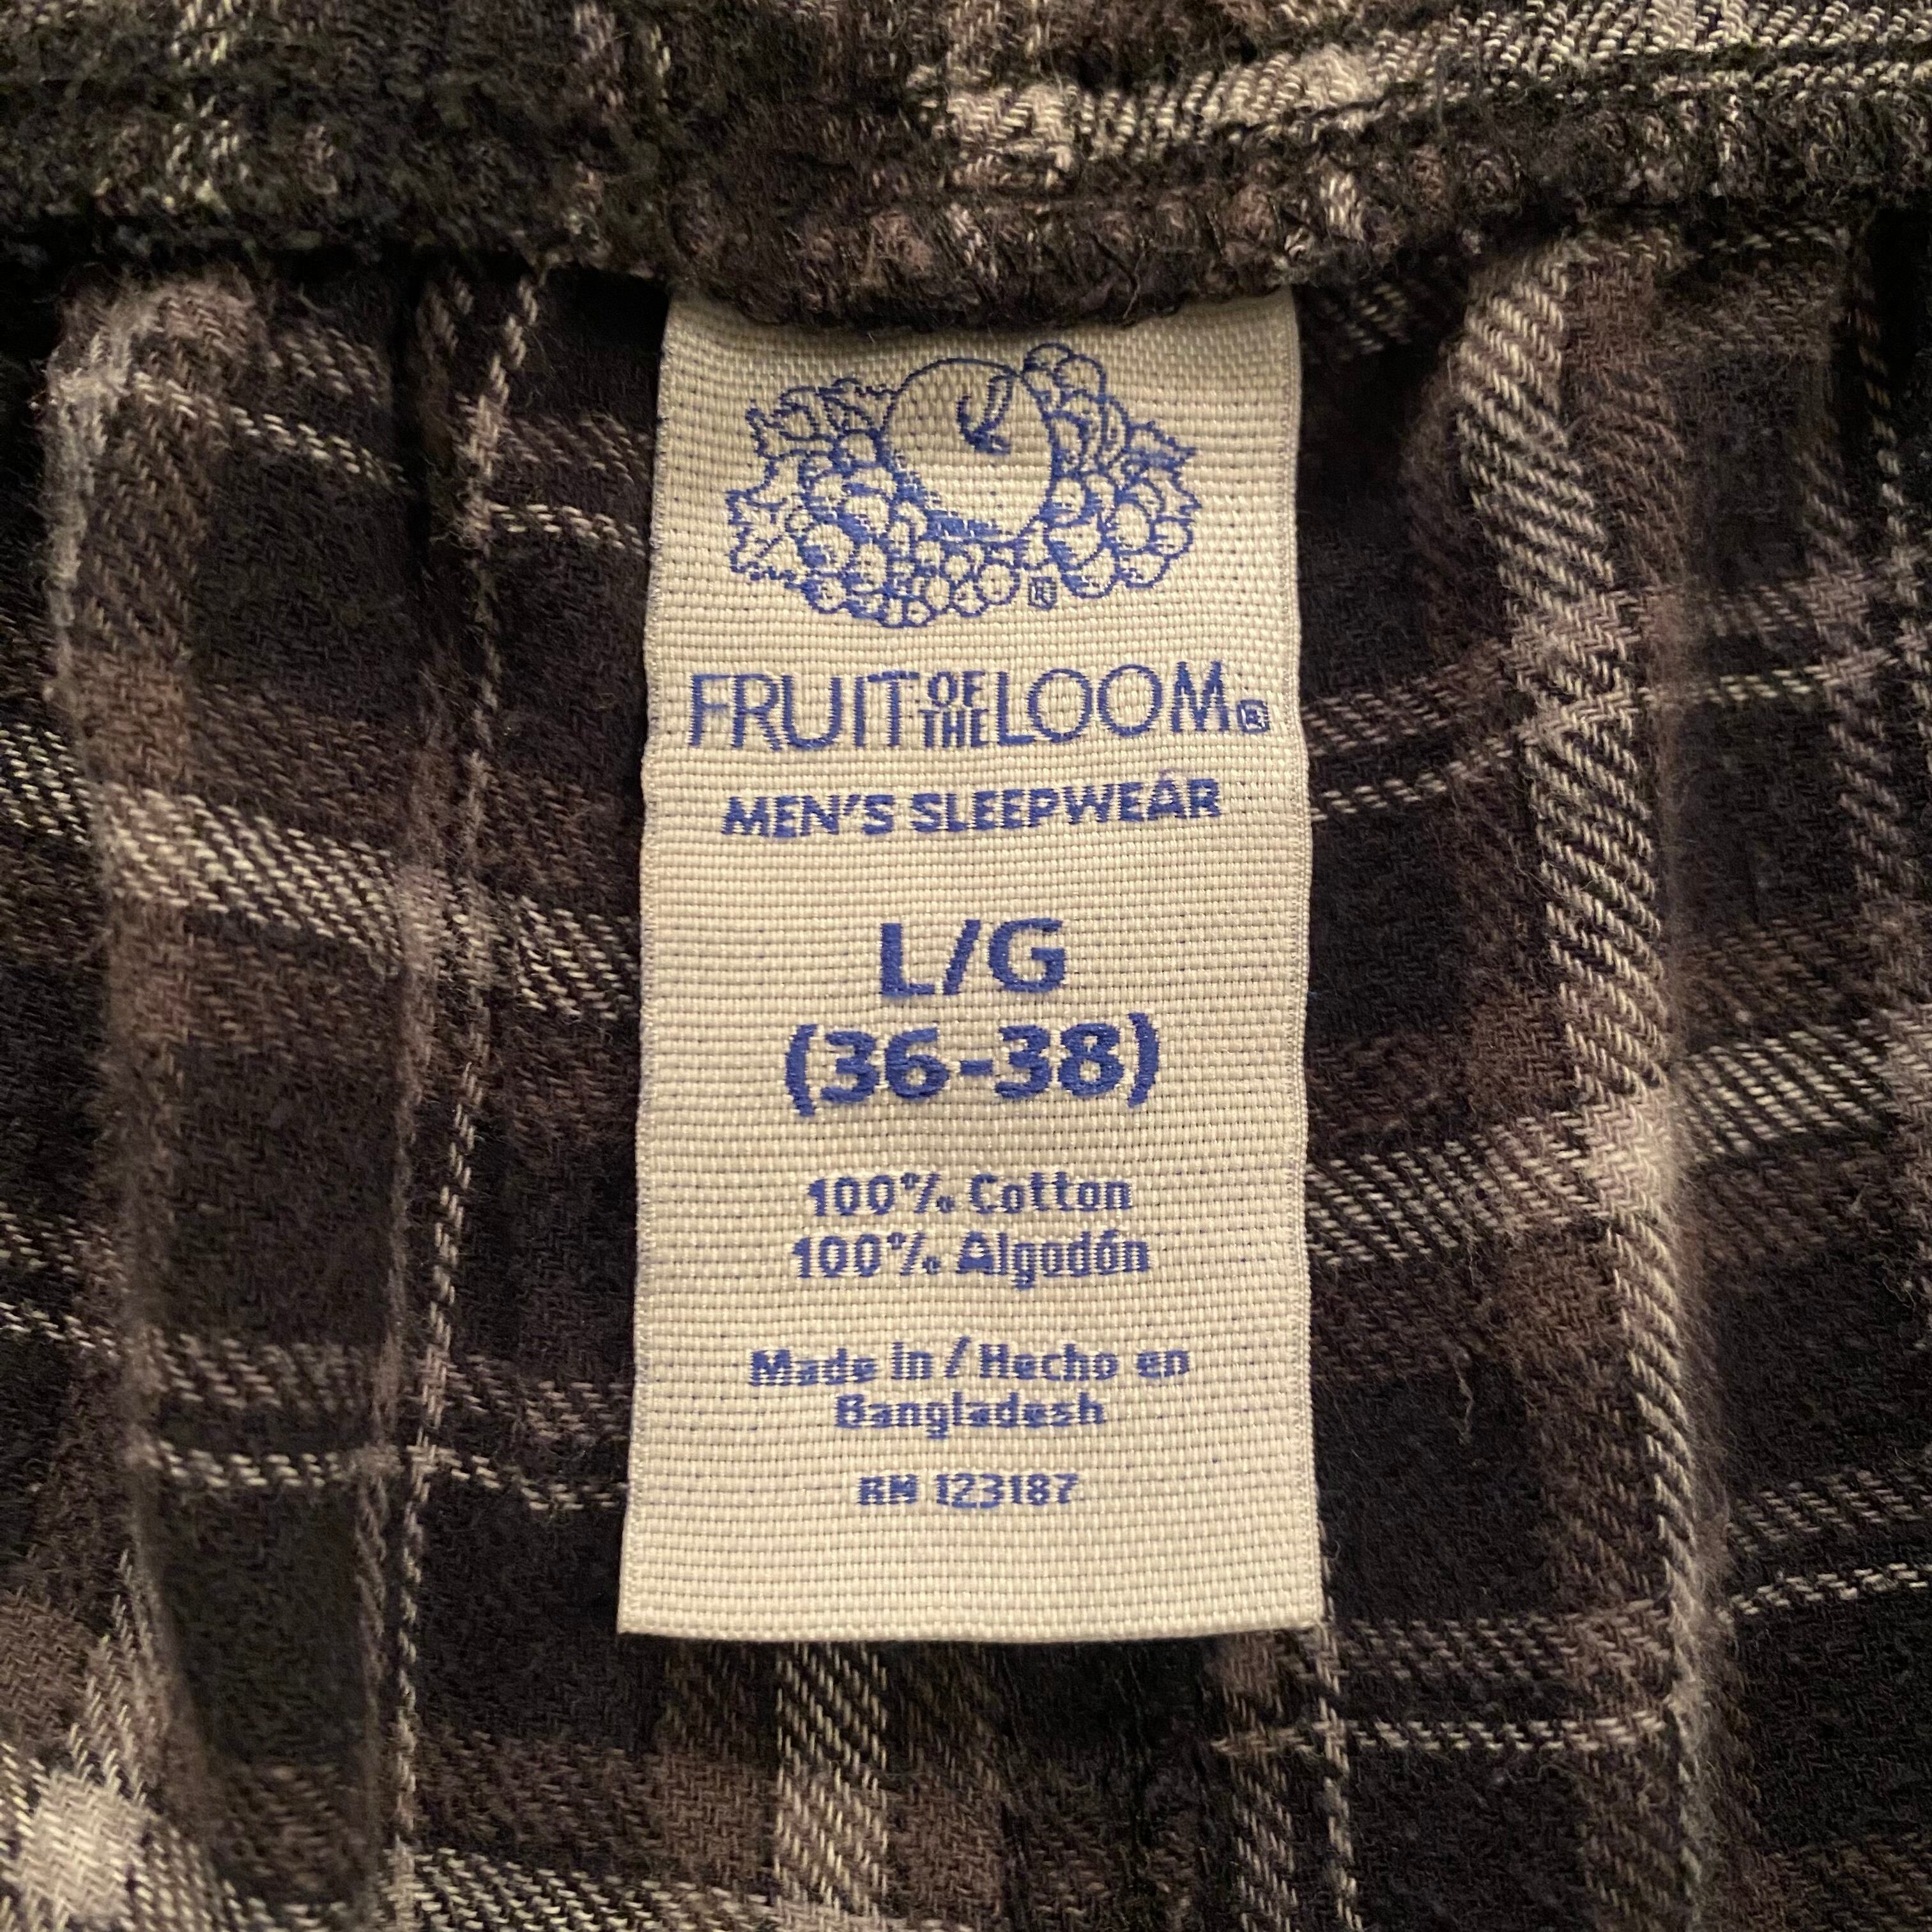 FRUIT OF THE LOOM®
MEN'S SLEEPWEAR
L/G
(36-38)
100% Cotton
100% Algodón
Made in / Hecho en
Bangladesh
RN 123187